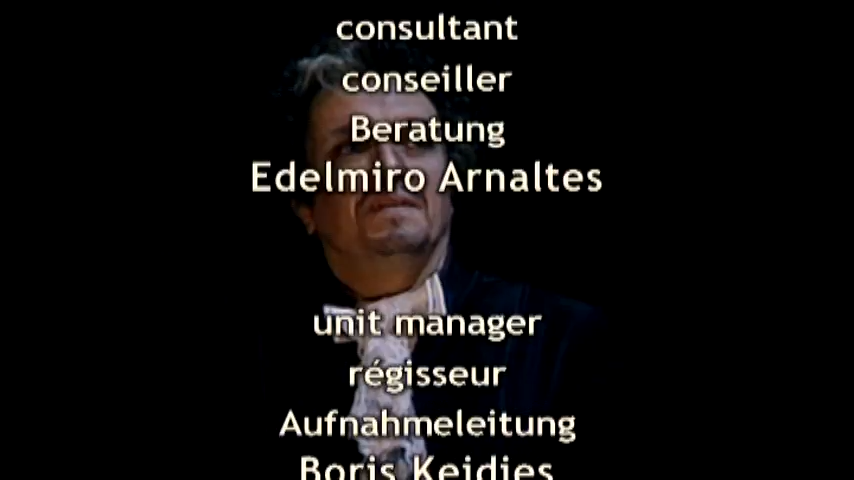 consultant
conseiller
Beratung
Edelmiro Arnaltes
unit manager
régisseur
Aufnahmeleitung
Boris Keidies